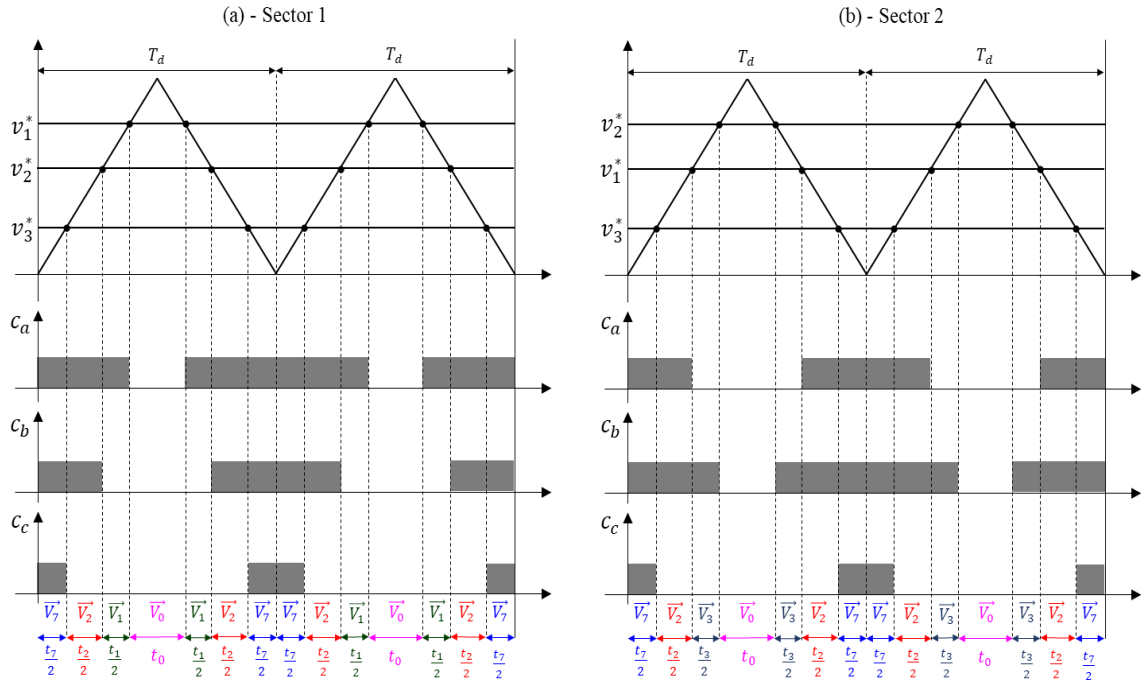 (a) - Sector 1
(b) - Sector 2
T_d T_d
v_1^*
v_2^*
v_3^*
c_a
c_b
c_c
V_7⃗ V_2⃗ V_1⃗ V_0⃗ V_1⃗ V_2⃗ V_7⃗ V_7⃗ V_2⃗ V_1⃗ V_0⃗ V_1⃗ V_2⃗ V_7⃗
t_7/2 t_2/2 t_1/2 t_0 t_1/2 t_2/2 t_7/2 t_7/2 t_2/2 t_1/2 t_0 t_1/2 t_2/2 t_7/2
T_d T_d
v_2^*
v_1^*
v_3^*
c_a
c_b
c_c
V_7⃗ V_2⃗ V_3⃗ V_0⃗ V_3⃗ V_2⃗ V_7⃗ V_7⃗ V_2⃗ V_3⃗ V_0⃗ V_3⃗ V_2⃗ V_7⃗
t_7/2 t_2/2 t_3/2 t_0 t_3/2 t_2/2 t_7/2 t_7/2 t_2/2 t_3/2 t_0 t_3/2 t_2/2 t_7/2